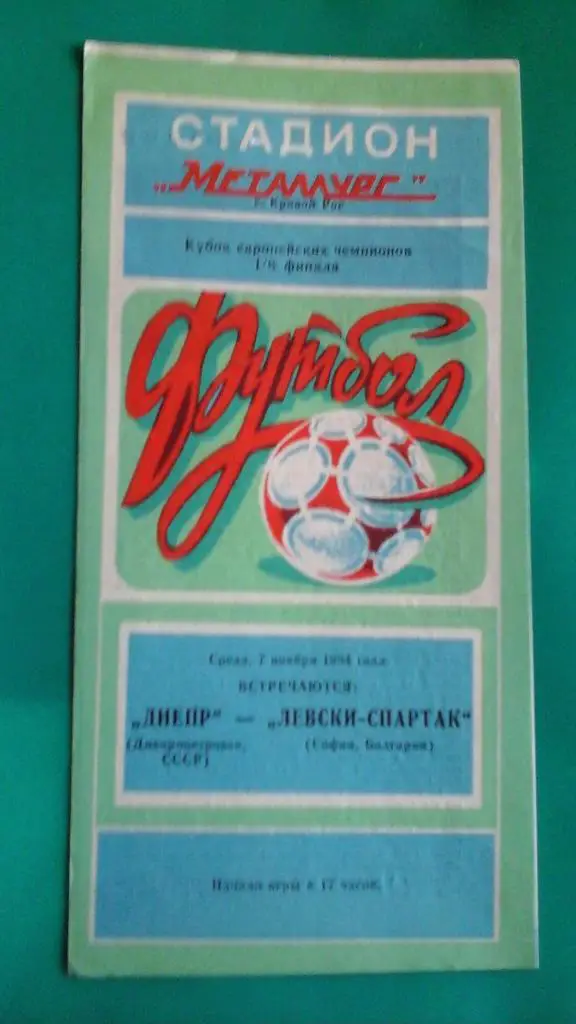 СТАДИОН
„Металлург”
г. Кривой Рог
Кубок европейских чемпионов
1/8 финала
Футбол
Среда, 7 ноября 1984 года
ВСТРЕЧАЮТСЯ:
„ДНЕПР” — „ЛЕВСКИ-СПАРТАК”
(Днепропетровск, СССР) (София, Болгария)
Начало игры в 17 часов.